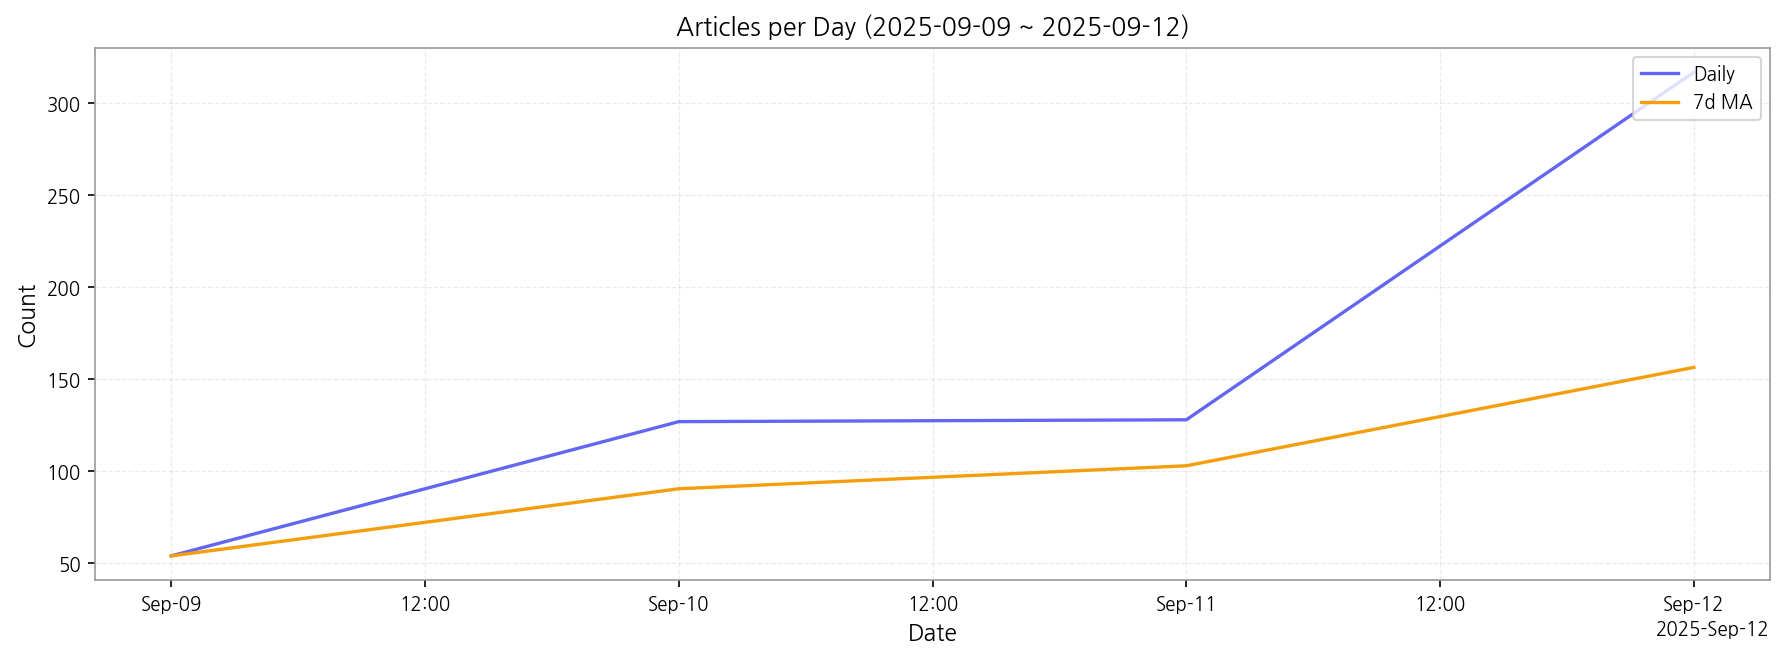 Articles per Day (2025-09-09 ~ 2025-09-12)
Daily
7d MA
300
250
200
150
100
50
Count
Sep-09 12:00 Sep-10 12:00 Sep-11 12:00 Sep-12
2025-Sep-12
Date